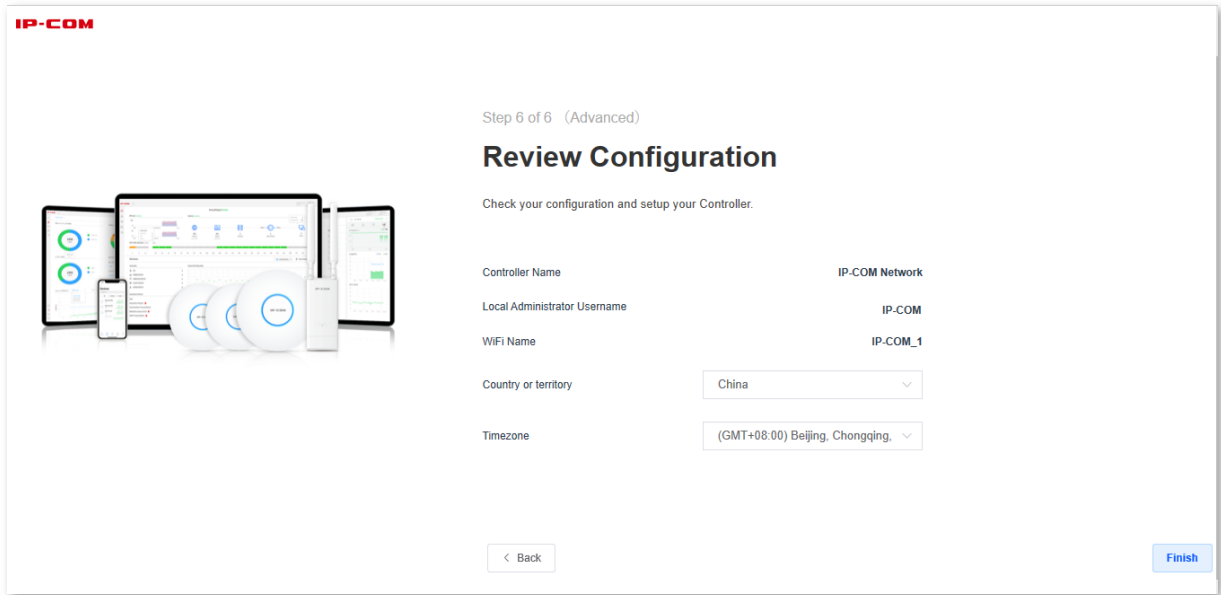 IP-COM
Step 6 of 6 （Advanced）
Review Configuration
Check your configuration and setup your Controller.
Controller Name IP-COM Network
Local Administrator Username IP-COM
WiFi Name IP-COM_1
Country or territory China
Timezone (GMT+08:00) Beijing, Chongqing,
< Back
Finish